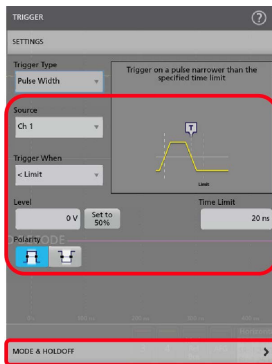 TRIGGER
SETTINGS
Trigger Type
Pulse Width
Trigger on a pulse narrower than the
specified time limit
Source
Ch 1
T
Trigger When
< Limit
Limit
Level
Time Limit
0 V
Set to
50%
20 ns
Polarity
MODE & HOLDOFF